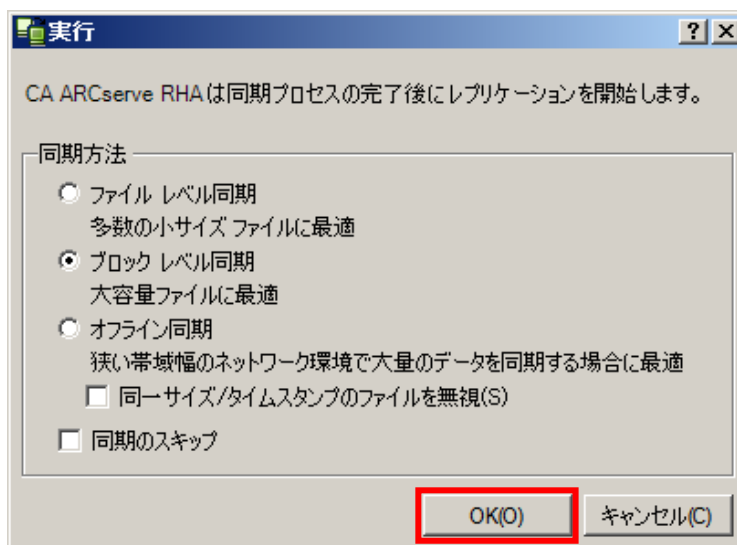 実行
CA ARCserve RHAは同期プロセスの完了後にレプリケーションを開始します。
同期方法
ファイル レベル同期
多数の小サイズ ファイルに最適
ブロック レベル同期
大容量ファイルに最適
オフライン同期
狭い帯域幅のネットワーク環境で大量のデータを同期する場合に最適
同一サイズ/タイムスタンプのファイルを無視(S)
同期のスキップ
OK(O)
キャンセル(C)